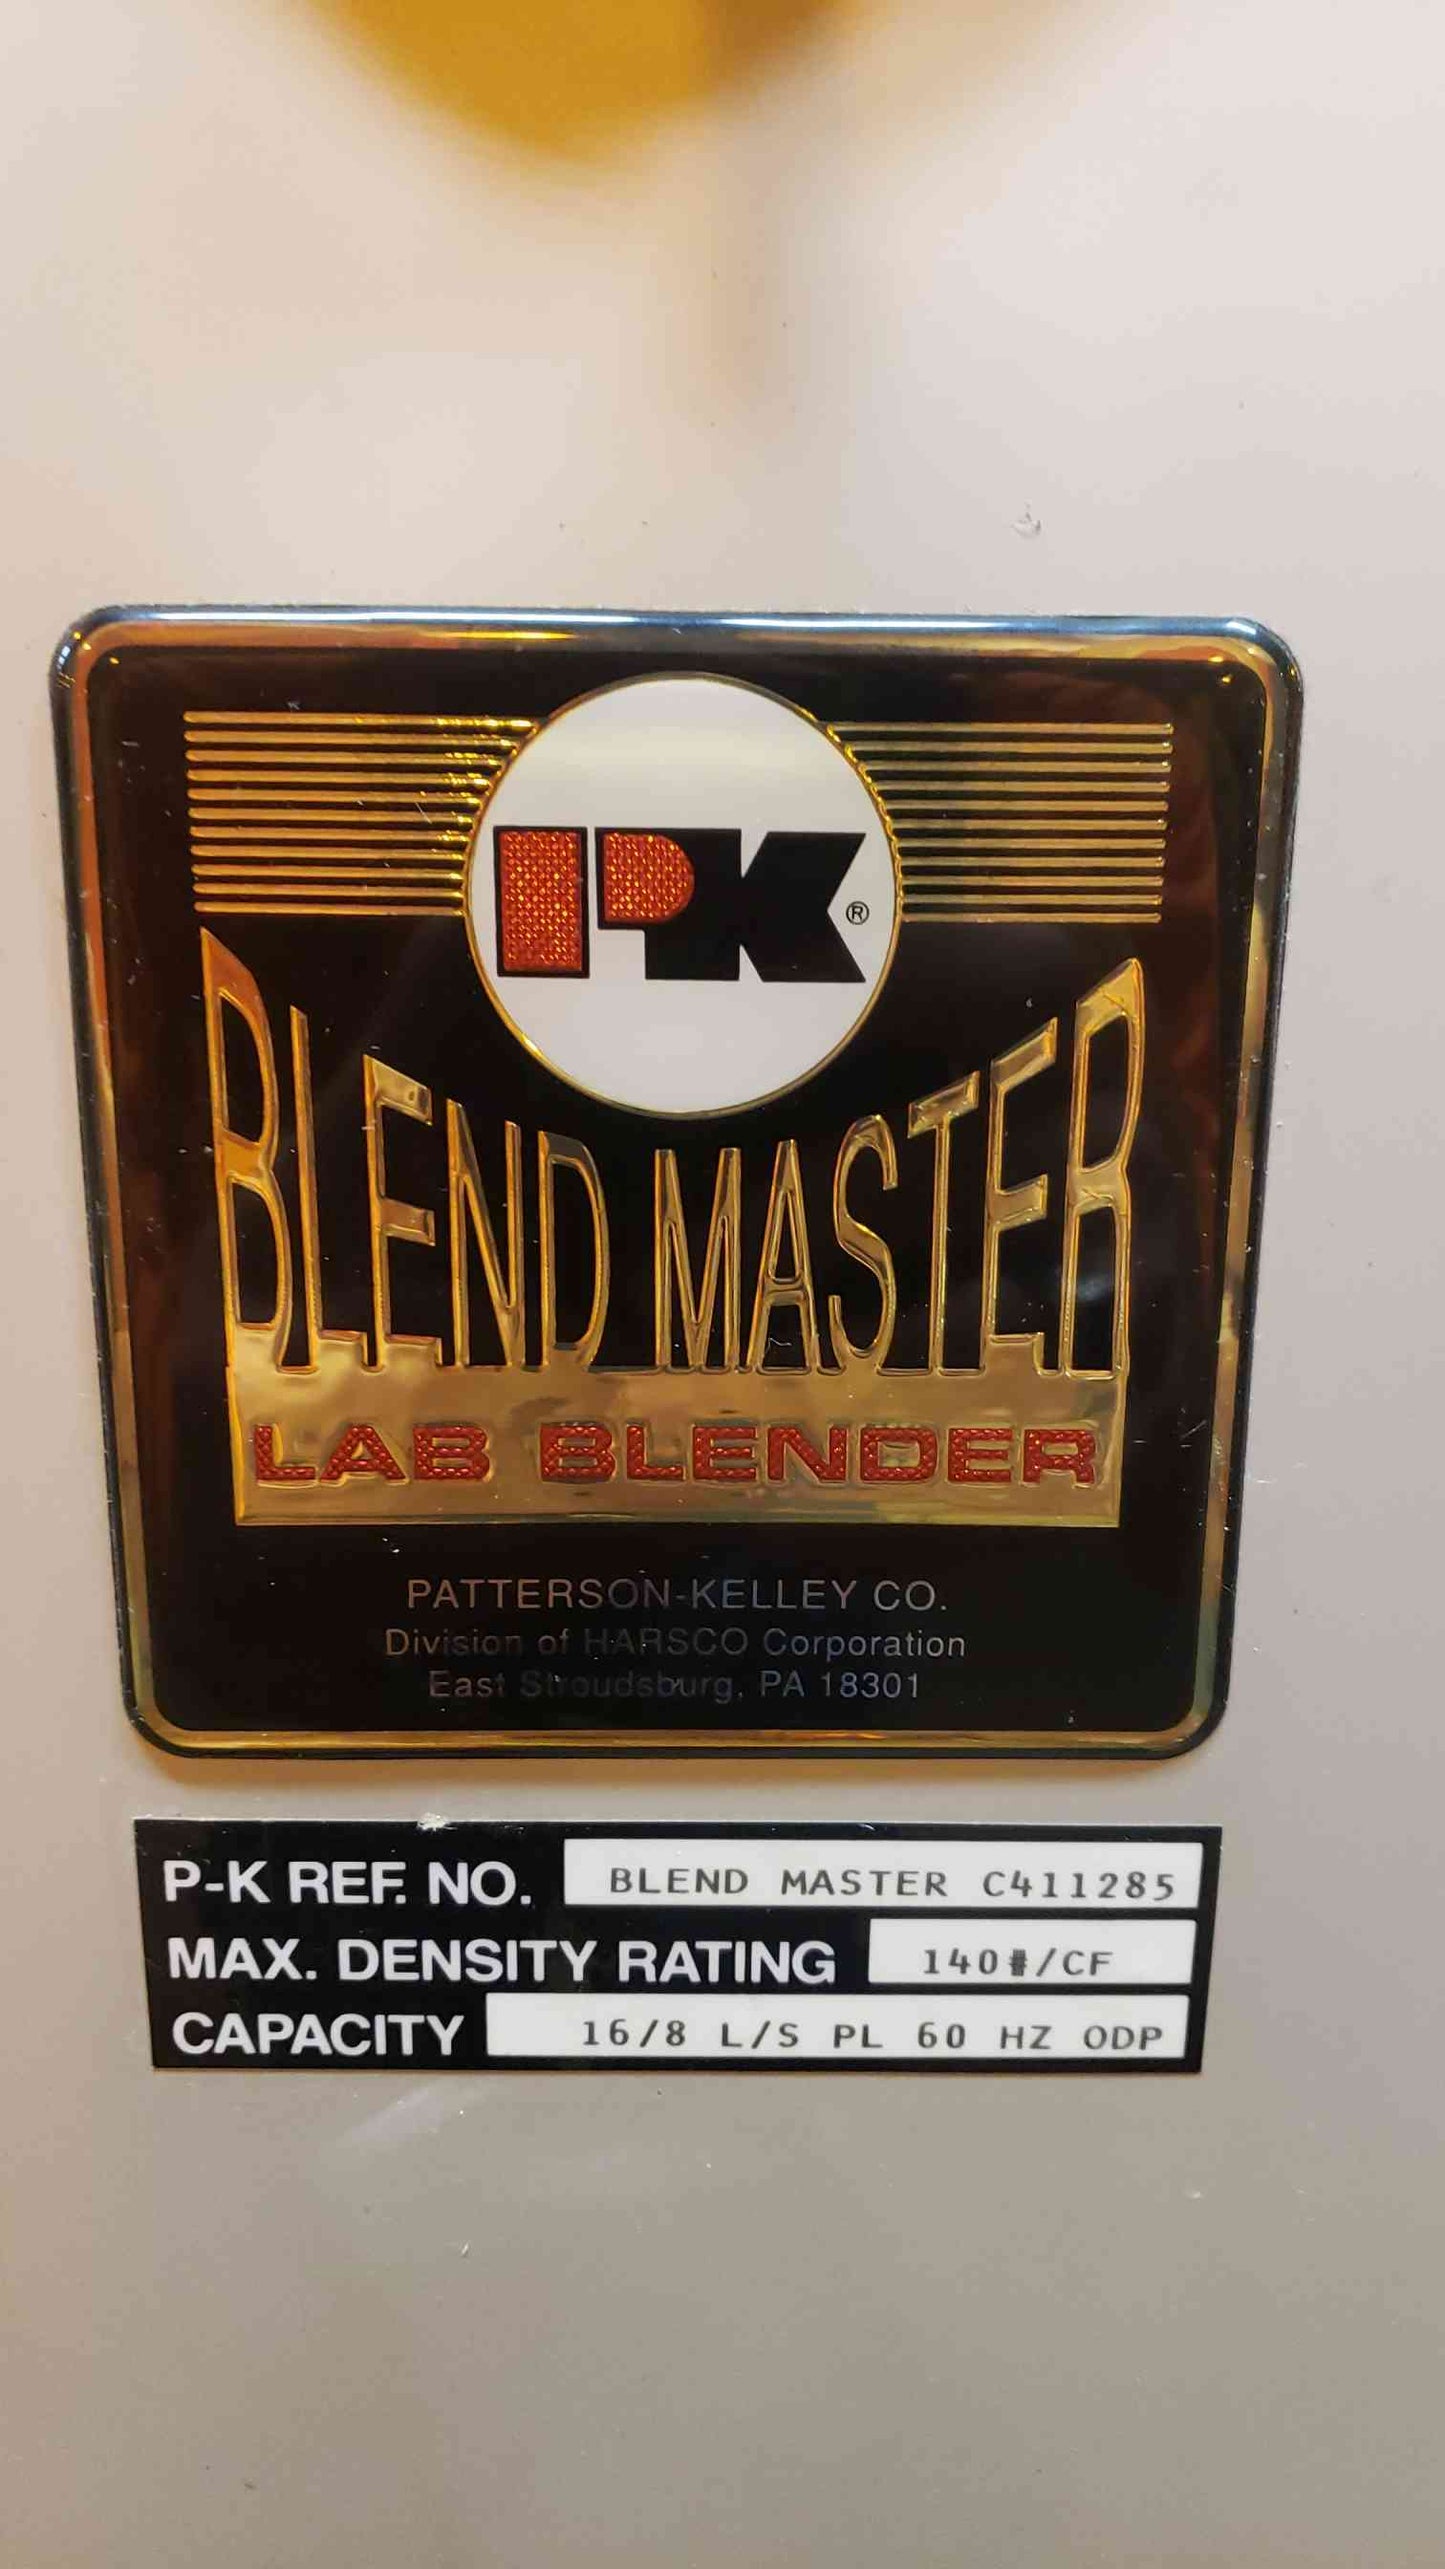 PK®
BLEND MASTER
LAB BLENDER
PATTERSON-KELLEY CO.
Division of HARSCO Corporation
East Stroudsburg, PA 18301
P-K REF. NO. BLEND MASTER C411285
MAX. DENSITY RATING 140#/CF
CAPACITY 16/8 L/S PL 60 HZ ODP